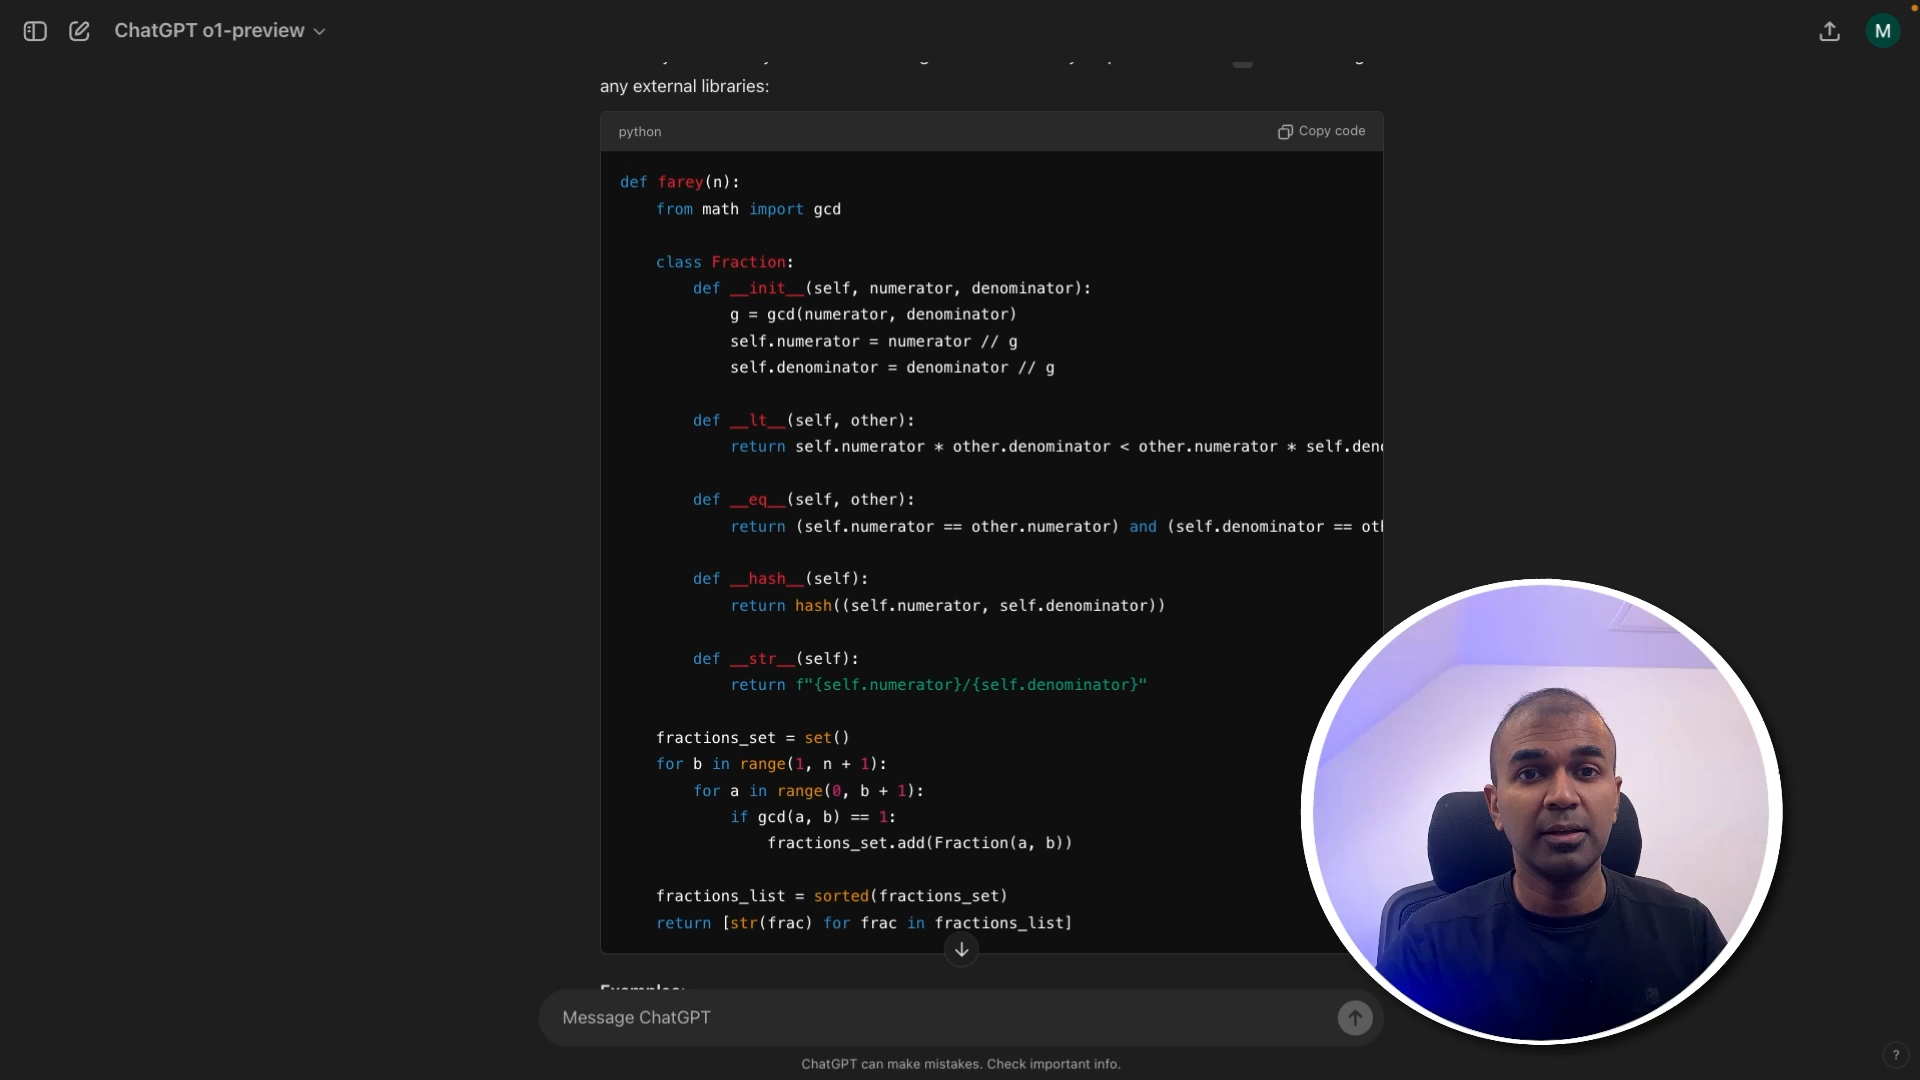 ChatGPT o1-preview
M
any external libraries:
python
Copy code
def farey(n):
from math import gcd
class Fraction:
def __init__(self, numerator, denominator):
g = gcd(numerator, denominator)
self.numerator = numerator // g
self.denominator = denominator // g
def __lt__(self, other):
return self.numerator * other.denominator < other.numerator * self.den
def __eq__(self, other):
return (self.numerator == other.numerator) and (self.denominator == ot
def __hash__(self):
return hash((self.numerator, self.denominator))
def __str__(self):
return f"{self.numerator}/{self.denominator}"
fractions_set = set()
for b in range(1, n + 1):
for a in range(0, b + 1):
if gcd(a, b) == 1:
fractions_set.add(Fraction(a, b))
fractions_list = sorted(fractions_set)
return [str(frac) for frac in fractions_list]
Examples:
Message ChatGPT
ChatGPT can make mistakes. Check important info.
?